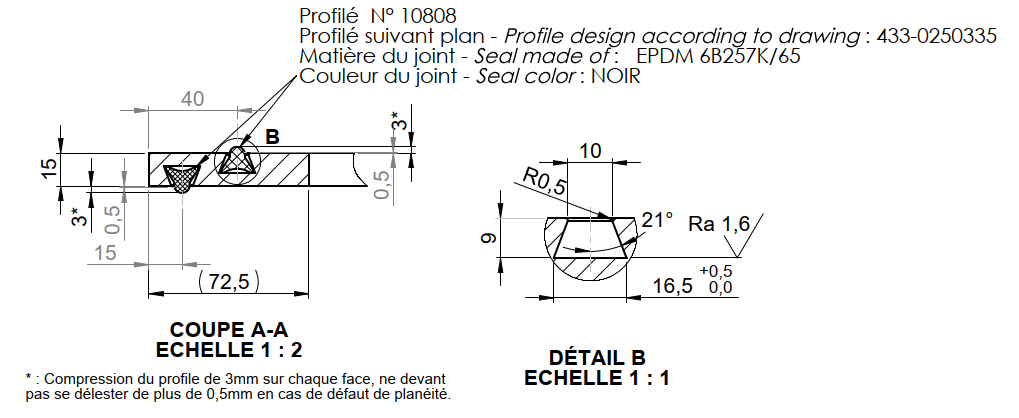 Profilé N° 10808
Profilé suivant plan - Profile design according to drawing : 433-0250335
Matière du joint - Seal made of : EPDM 6B257K/65
Couleur du joint - Seal color : NOIR
40
B
3*
15
0,5
3*
0,5
15
(72,5)
COUPE A-A
ECHELLE 1 : 2
* : Compression du profile de 3mm sur chaque face, ne devant
pas se délester de plus de 0,5mm en cas de défaut de planéité.
10
R0,5
21°
Ra 1,6
9
16,5 +0,5 0,0
DÉTAIL B
ECHELLE 1 : 1